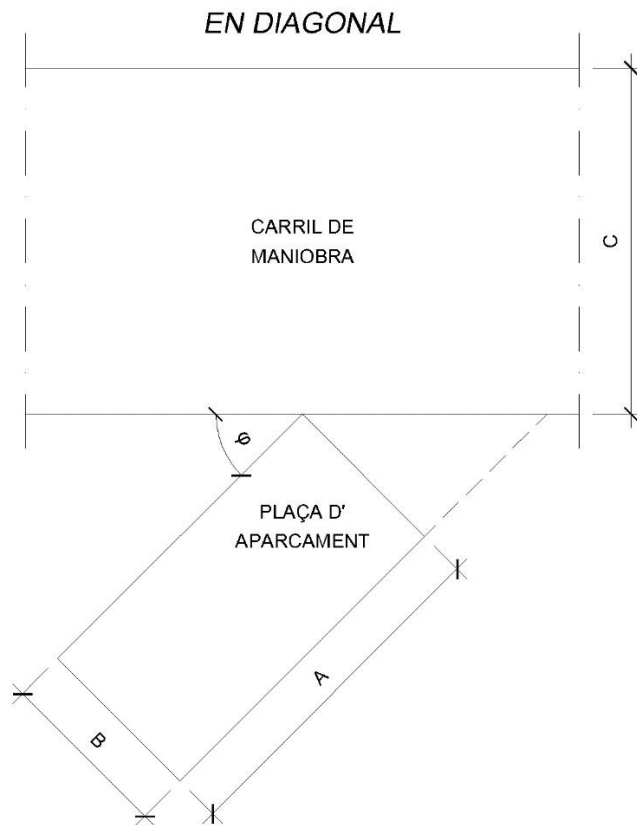 EN DIAGONAL
CARRIL DE
MANIOBRA
C
φ
PLAÇA D'
APARCAMENT
A
B